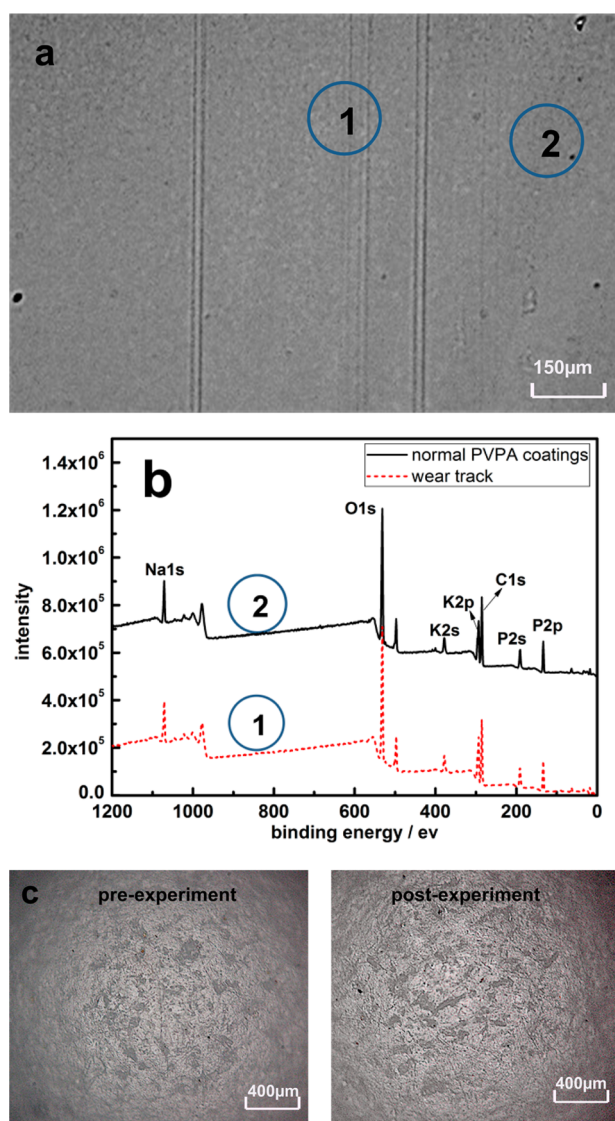 a
1
2
150μm
b
normal PVPA coatings
wear track
1.4x10⁶
1.2x10⁶
1.0x10⁶
8.0x10⁵
6.0x10⁵
4.0x10⁵
2.0x10⁵
0.0
intensity
Na1s
O1s
K2s
K2p
C1s
P2s
P2p
2
1
1200 1000 800 600 400 200 0
binding energy / ev
c
pre-experiment
400μm
post-experiment
400μm